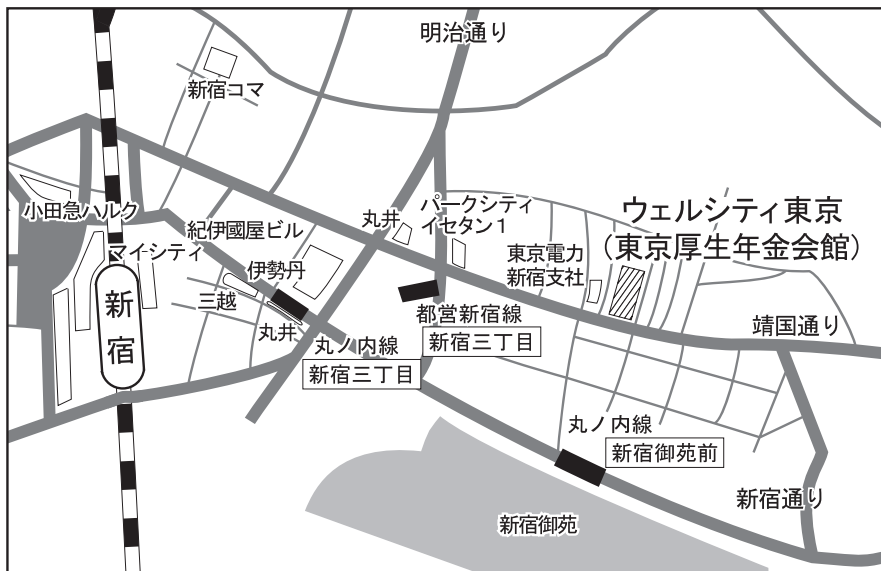 明治通り
新宿コマ
小田急ハルク
紀伊國屋ビル
丸井
パークシティ
イセタン1
東京電力
新宿支社
ウェルシティ東京
（東京厚生年金会館）
マイシティ
伊勢丹
三越
丸井
新宿
都営新宿線
新宿三丁目
靖国通り
丸ノ内線
新宿三丁目
丸ノ内線
新宿御苑前
新宿通り
新宿御苑